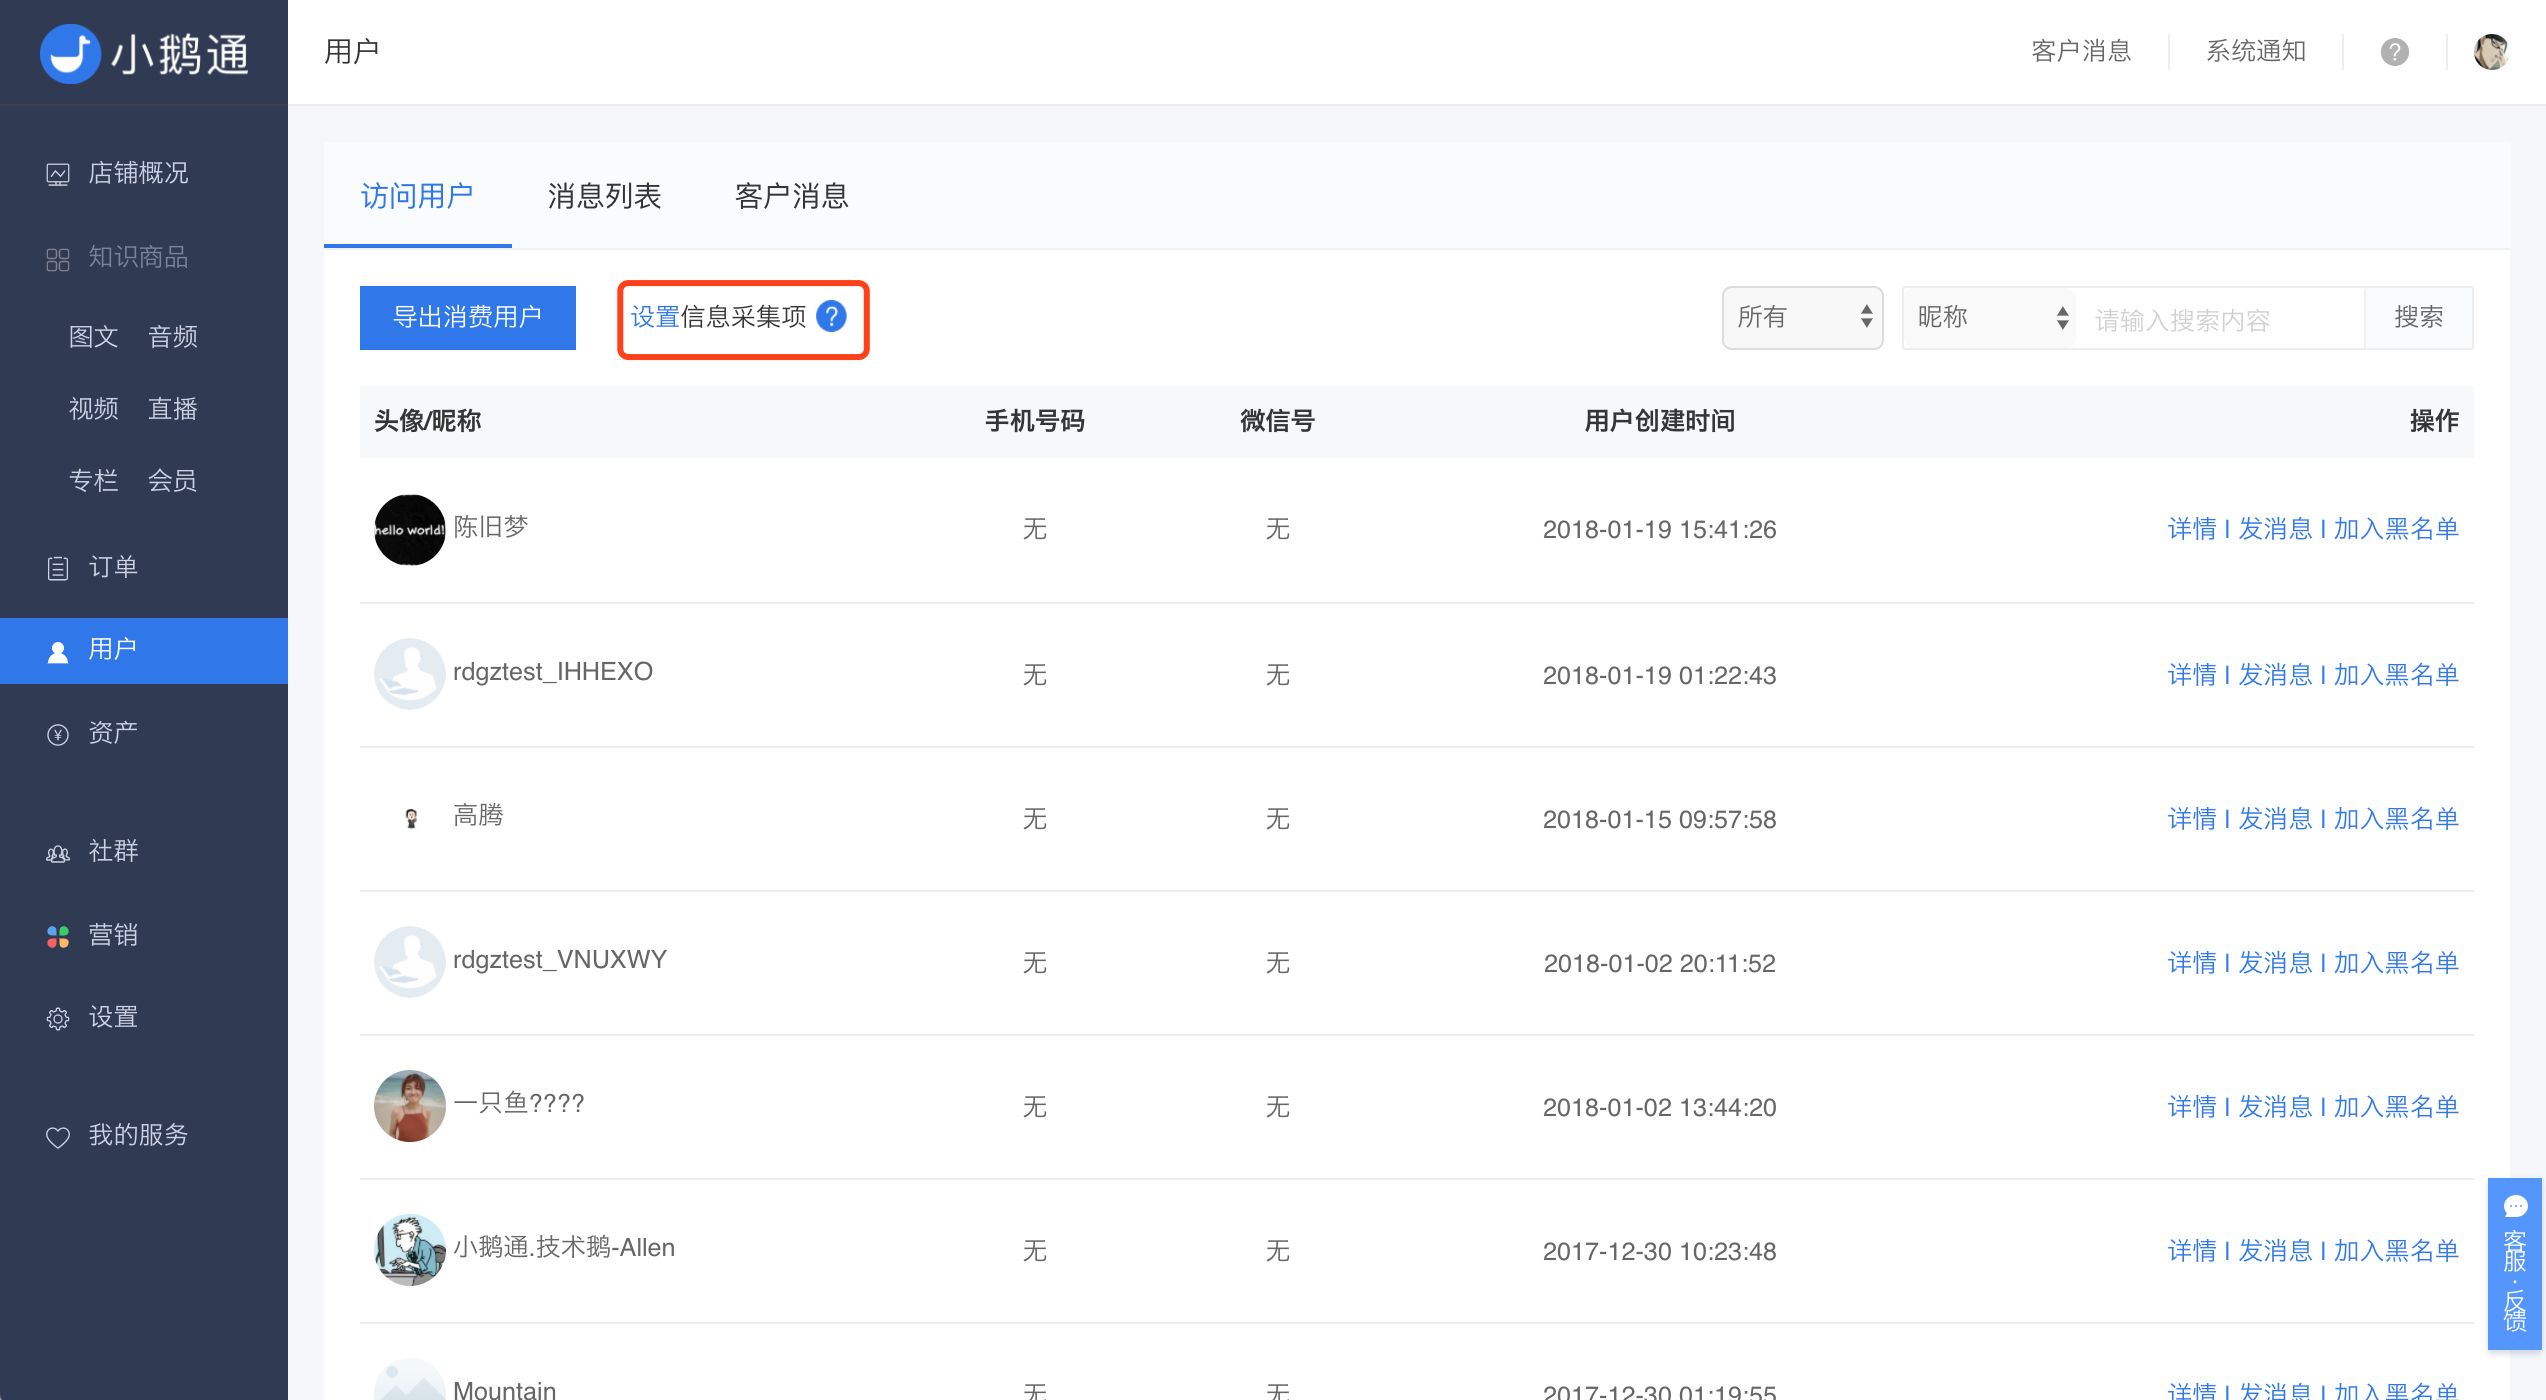 小鹅通
用户
客户消息
系统通知
?
店铺概况
知识商品
图文 音频
视频 直播
专栏 会员
订单
用户
资产
社群
营销
设置
我的服务
访问用户 消息列表 客户消息
导出消费用户
设置信息采集项 ?
所有
昵称
请输入搜索内容
搜索
头像/昵称 手机号码 微信号 用户创建时间 操作
hello world!
陈旧梦 无 无 2018-01-19 15:41:26 详情 | 发消息 | 加入黑名单
rdgztest_IHHEXO 无 无 2018-01-19 01:22:43 详情 | 发消息 | 加入黑名单
高腾 无 无 2018-01-15 09:57:58 详情 | 发消息 | 加入黑名单
rdgztest_VNUXWY 无 无 2018-01-02 20:11:52 详情 | 发消息 | 加入黑名单
一只鱼???? 无 无 2018-01-02 13:44:20 详情 | 发消息 | 加入黑名单
小鹅通.技术鹅-Allen 无 无 2017-12-30 10:23:48 详情 | 发消息 | 加入黑名单
Mountain 无 无 2017-12-30 01:19:55 详情 | 发消息 | 加入黑名单
客服·反馈